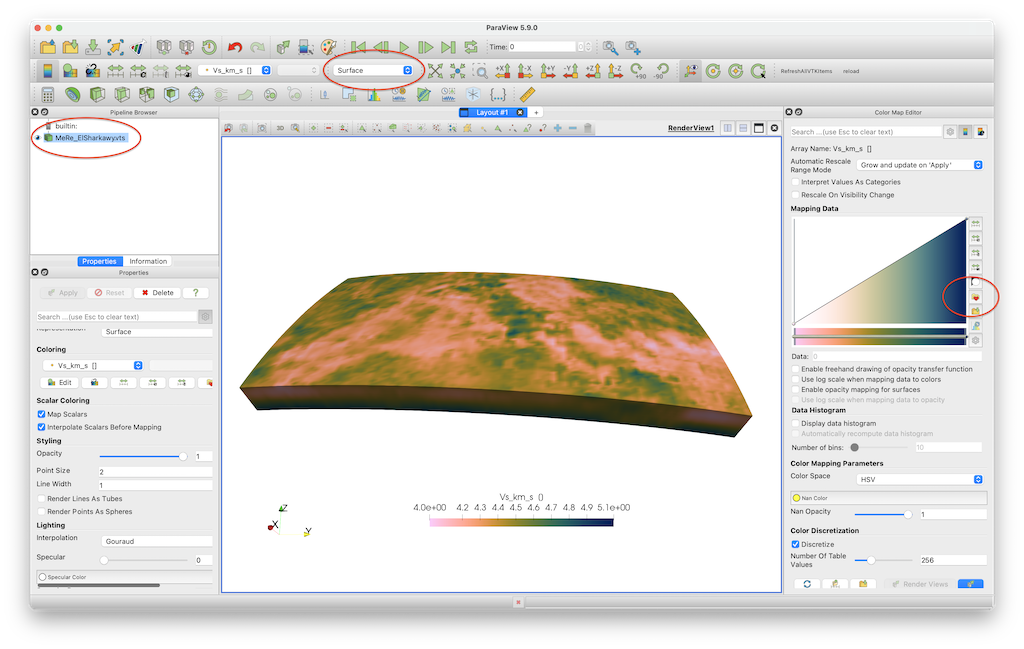 ParaView 5.9.0
Time: 0
Vs_km_s []
Surface
+X
-X
+Y
-Y
+Z
-Z
+90
-90
RefreshAllVTKItems
reload
Pipeline Browser
Layout #1
+
Color Map Editor
builtin:
MeRe_ElSharkawyvts
3D
RenderView1
Search ...(use Esc to clear text)
Array Name: Vs_km_s []
Automatic Rescale
Range Mode
Grow and update on 'Apply'
Interpret Values As Categories
Rescale On Visibility Change
Mapping Data
Properties
Information
Properties
Apply
Reset
Delete
?
Search ... (use Esc to clear text)
Representation
Surface
Coloring
Vs_km_s []
Edit
Scalar Coloring
Map Scalars
Interpolate Scalars Before Mapping
Styling
Opacity
1
Point Size
2
Line Width
1
Render Lines As Tubes
Render Points As Spheres
Lighting
Interpolation
Gouraud
Specular
0
Specular Color
Z
X
Y
Vs_km_s ()
4.0e+00 4.2 4.3 4.4 4.5 4.6 4.7 4.8 4.9 5.1e+00
Data: 0
Enable freehand drawing of opacity transfer function
Use log scale when mapping data to colors
Enable opacity mapping for surfaces
Use log scale when mapping data to opacity
Data Histogram
Display data histogram
Automatically recompute data histogram
Number of bins:
10
Color Mapping Parameters
Color Space
HSV
Nan Color
Nan Opacity
1
Color Discretization
Discretize
Number Of Table
Values
256
Render Views